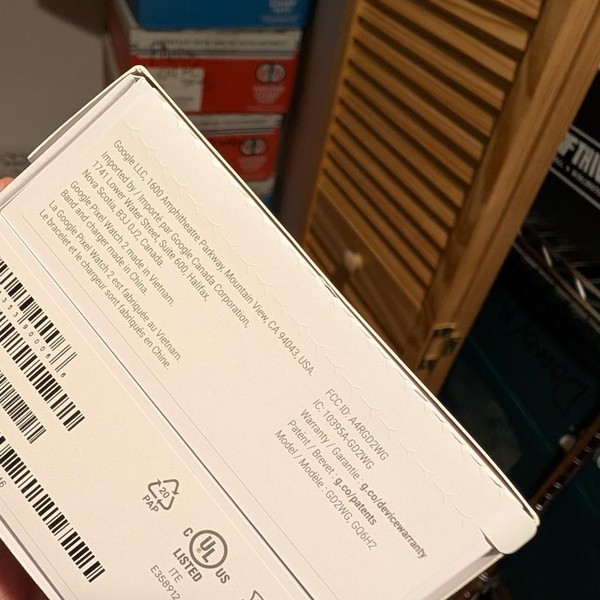 Google LLC, 1600 Amphitheatre Parkway, Mountain View, CA 94043, USA.
Imported by / Importé par Google Canada Corporation,
1741 Lower Water Street, Suite 600, Halifax,
Nova Scotia, B3J 0J2, Canada.
Google Pixel Watch 2 made in Vietnam.
Band and charger made in China.
La Google Pixel Watch 2 est fabriquée au Vietnam.
Le bracelet et le chargeur sont fabriqués en Chine.
FCC ID: A4RGD2WG
IC: 10395A-GD2WG
Warranty / Garantie : g.co/devicewarranty
Patent / Brevet : g.co/patents
Model / Modèle : GD2WG, GQ6H2
20
PAP
C UL US
LISTED
ITE
E358912